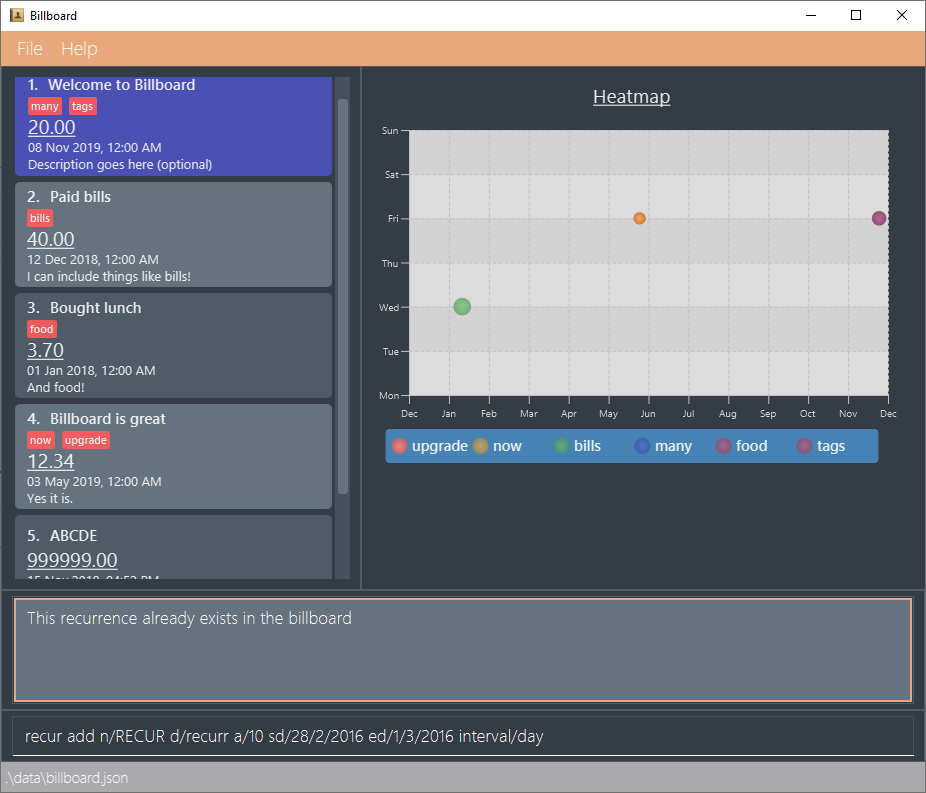 Billboard
File Help
1. Welcome to Billboard
many tags
20.00
08 Nov 2019, 12:00 AM
Description goes here (optional)
2. Paid bills
bills
40.00
12 Dec 2018, 12:00 AM
I can include things like bills!
3. Bought lunch
food
3.70
01 Jan 2018, 12:00 AM
And food!
4. Billboard is great
now upgrade
12.34
03 May 2019, 12:00 AM
Yes it is.
5. ABCDE
999999.00
Heatmap
Sun
Sat
Fri
Thu
Wed
Tue
Mon
Dec Jan Feb Mar Apr May Jun Jul Aug Sep Oct Nov Dec
upgrade now bills many food tags
This recurrence already exists in the billboard
recur add n/RECUR d/recurr a/10 sd/28/2/2016 ed/1/3/2016 interval/day
.\data\billboard.json